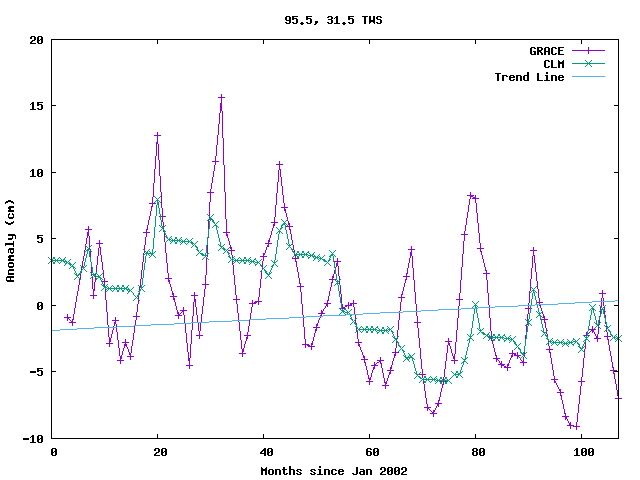 95.5, 31.5 TWS
GRACE
CLM
Trend Line
20
15
10
5
0
-5
-10
Anomaly (cm)
0 20 40 60 80 100
Months since Jan 2002